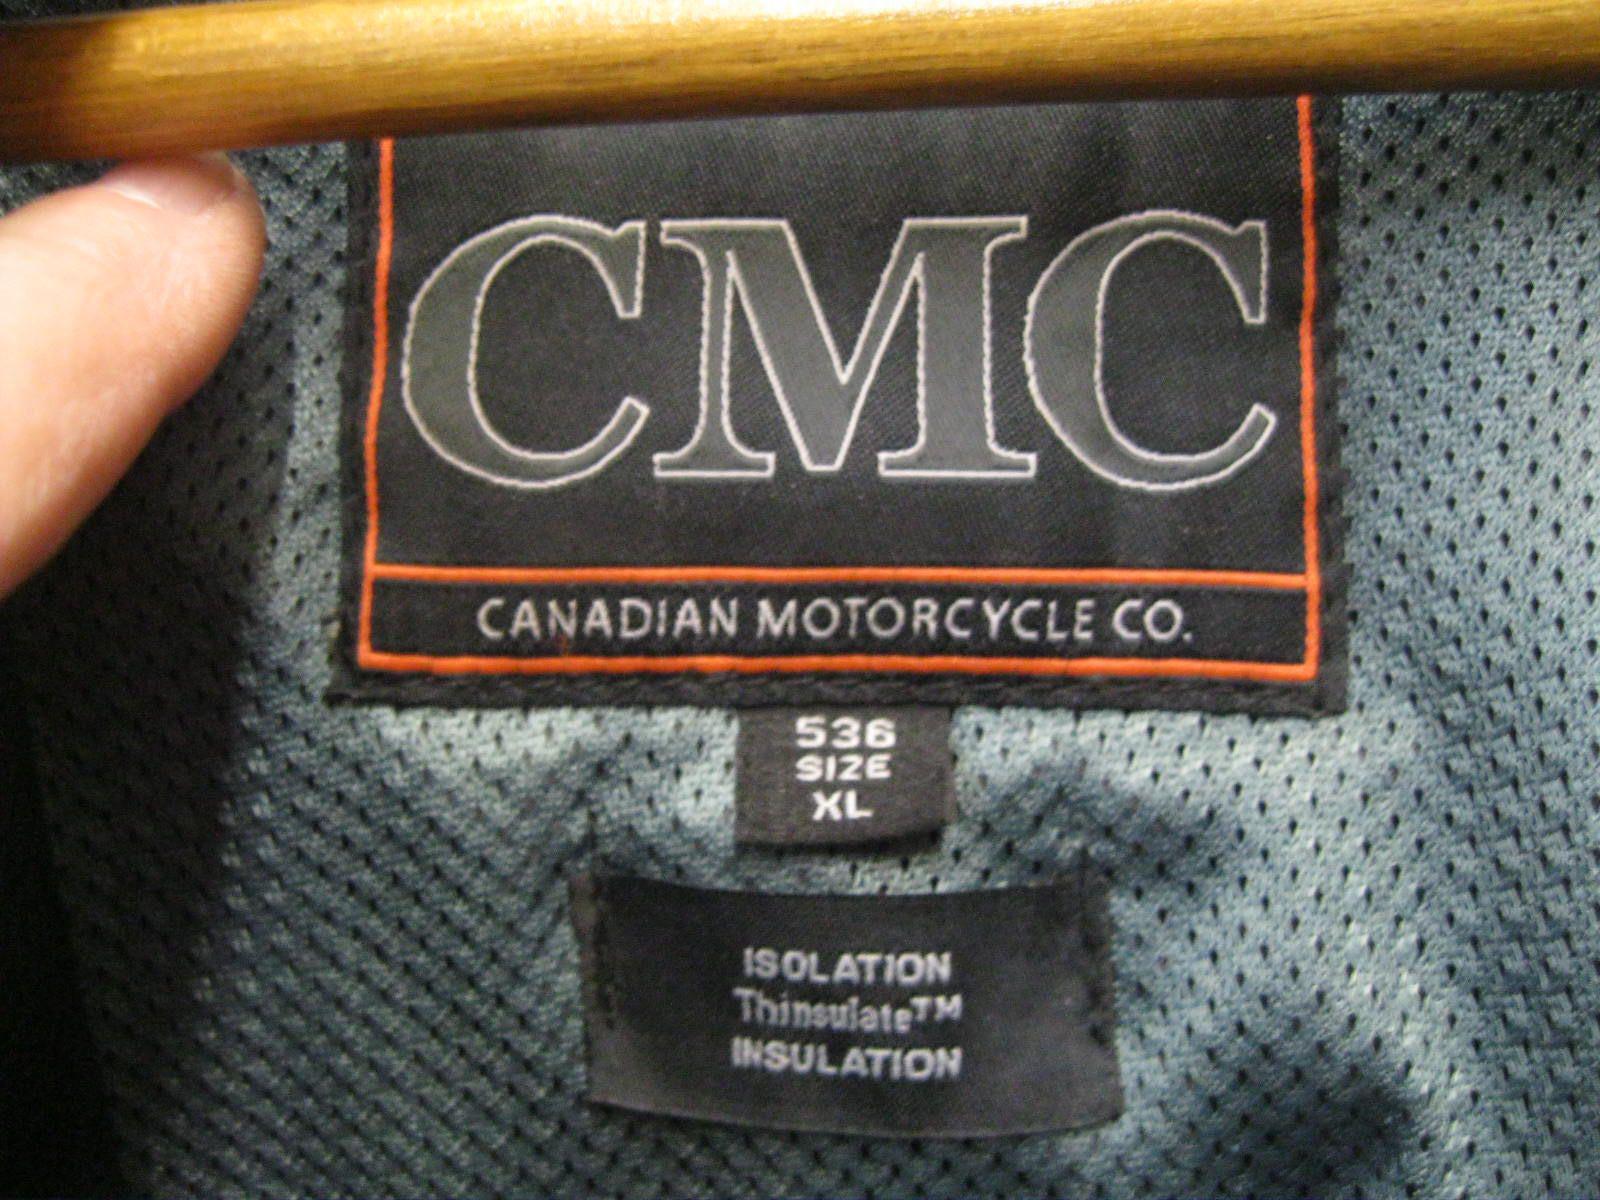 CMC
CANADIAN MOTORCYCLE CO.
536
SIZE
XL
ISOLATION
Thinsulate™
INSULATION